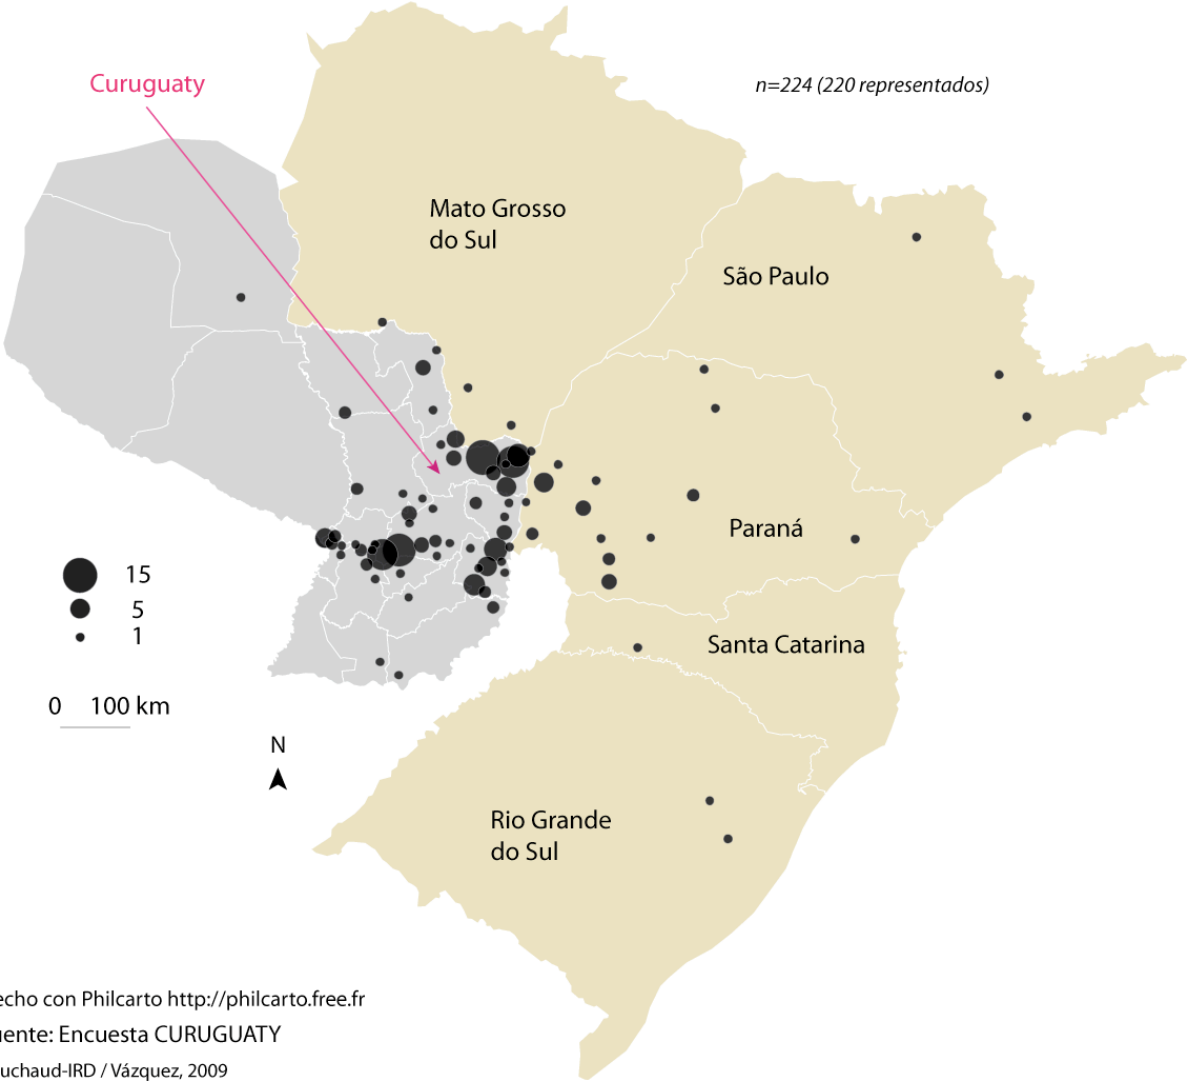 Curuguaty
n=224 (220 representados)
Mato Grosso
do Sul
São Paulo
Paraná
15
5
1
Santa Catarina
0 100 km
N
Rio Grande
do Sul
echo con Philcarto http://philcarto.free.fr
uente: Encuesta CURUGUATY
uchaud-IRD / Vázquez, 2009